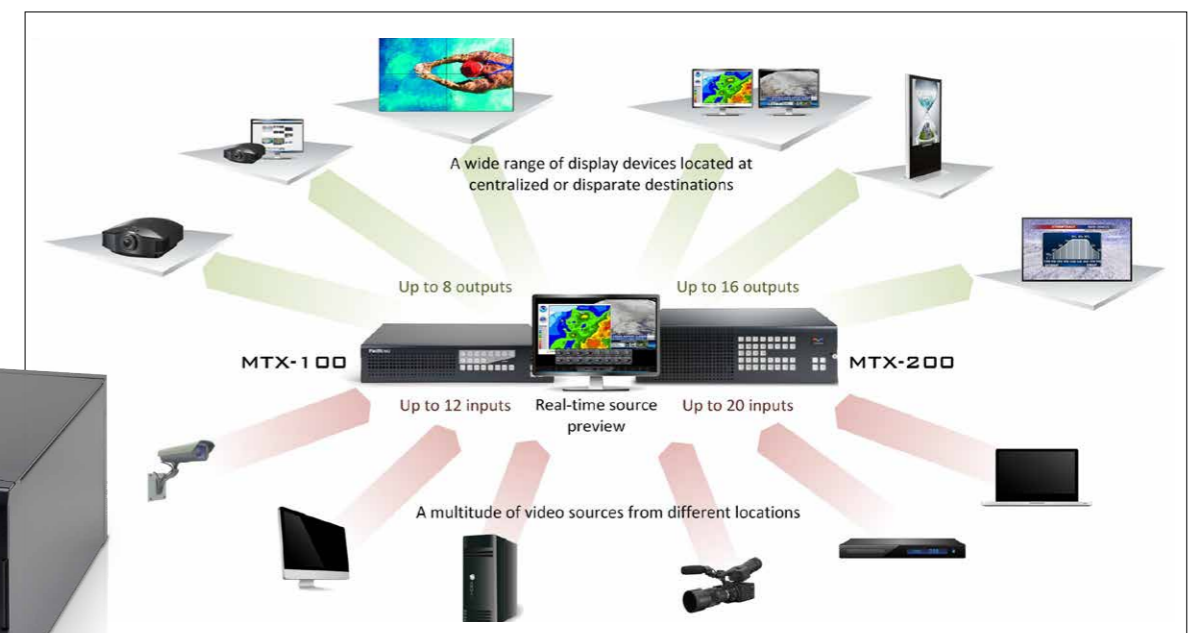 A wide range of display devices located at
centralized or disparate destinations
Up to 8 outputs
Up to 16 outputs
MTX-100
MTX-200
Up to 12 inputs
Real-time source
preview
Up to 20 inputs
A multitude of video sources from different locations